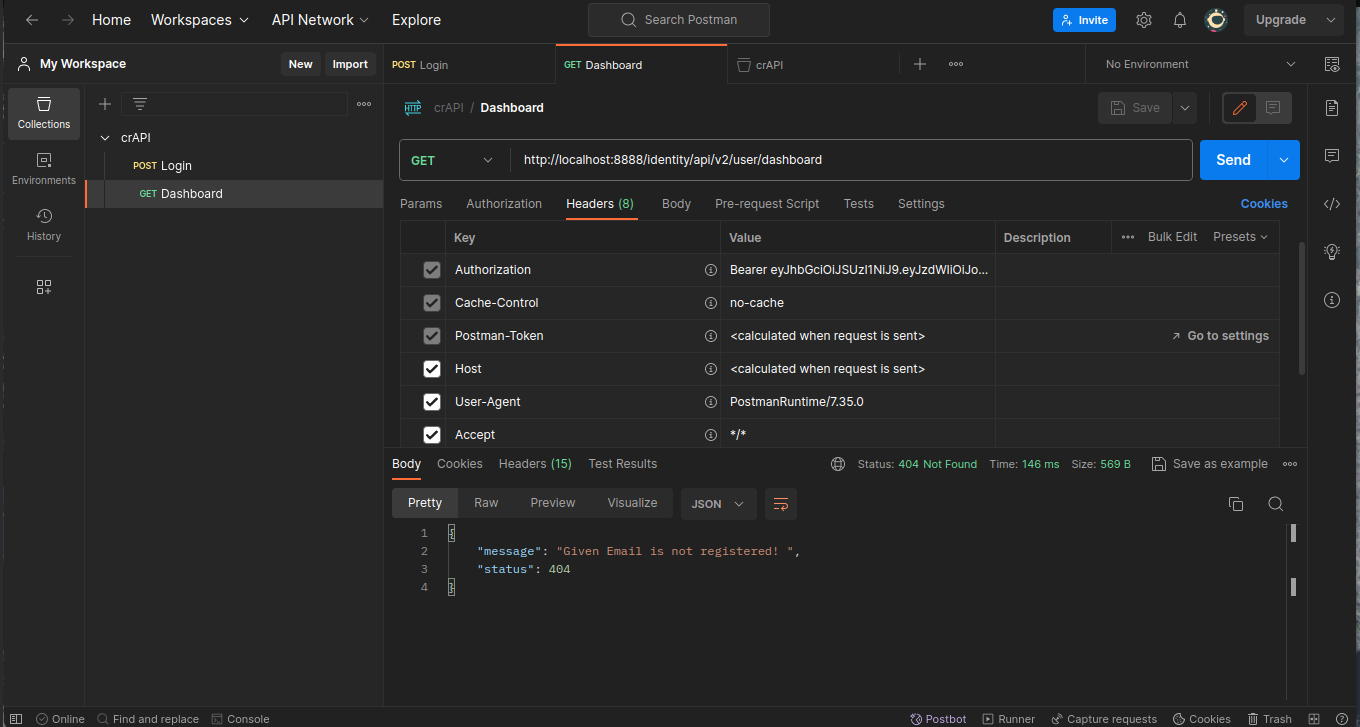 Home Workspaces API Network Explore Search Postman Invite Upgrade
My Workspace New Import POST Login GET Dashboard crAPI No Environment
Collections
Environments
History
crAPI
POST Login
GET Dashboard
HTTP crAPI / Dashboard Save
GET http://localhost:8888/identity/api/v2/user/dashboard Send
Params Authorization Headers (8) Body Pre-request Script Tests Settings Cookies
Key Value Description Bulk Edit Presets
Authorization Bearer eyJhbGciOiJSUzI1NiJ9.eyJzdWIiOiJo...
Cache-Control no-cache
Postman-Token <calculated when request is sent> Go to settings
Host <calculated when request is sent>
User-Agent PostmanRuntime/7.35.0
Accept */*
Body Cookies Headers (15) Test Results Status: 404 Not Found Time: 146 ms Size: 569 B Save as example
Pretty Raw Preview Visualize JSON
1 {
2 "message": "Given Email is not registered! ",
3 "status": 404
4 }
Online Find and replace Console Postbot Runner Capture requests Cookies Trash